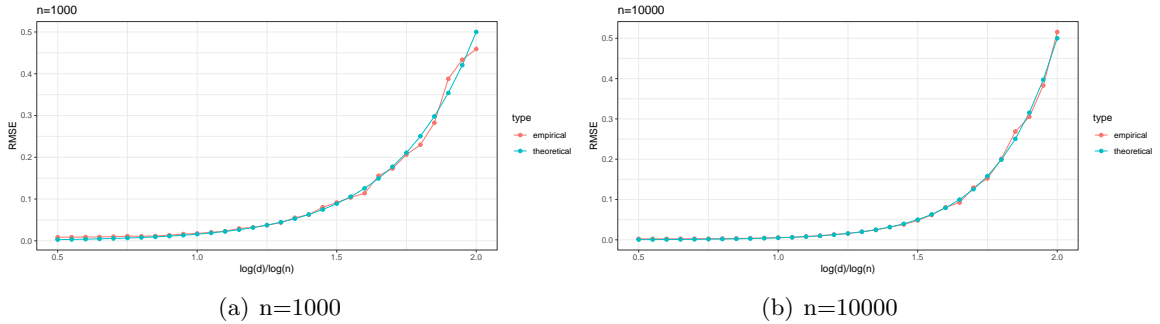 n=1000
0.5
0.4
0.3
0.2
0.1
0.0
RMSE
0.5
1.0
1.5
2.0
log(d)/log(n)
type
empirical
theoretical
(a) n=1000
n=10000
0.5
0.4
0.3
0.2
0.1
0.0
RMSE
0.5
1.0
1.5
2.0
log(d)/log(n)
type
empirical
theoretical
(b) n=10000